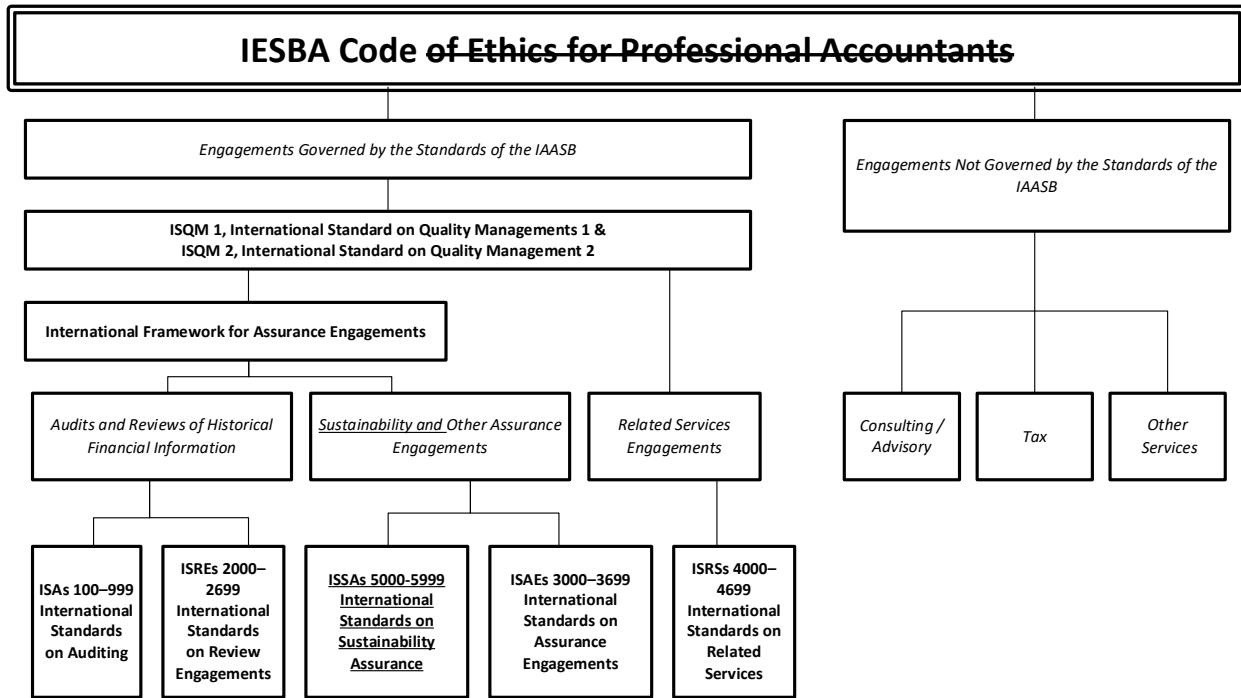 IESBA Code of Ethics for Professional Accountants
Engagements Governed by the Standards of the IAASB
Engagements Not Governed by the Standards of the
IAASB
ISQM 1, International Standard on Quality Managements 1 &
ISQM 2, International Standard on Quality Management 2
International Framework for Assurance Engagements
Audits and Reviews of Historical
Financial Information
Sustainability and Other Assurance
Engagements
Related Services
Engagements
Consulting /
Advisory
Tax
Other
Services
ISAs 100–999
International
Standards
on Auditing
ISREs 2000–
2699
International
Standards
on Review
Engagements
ISSAs 5000-5999
International
Standards on
Sustainability
Assurance
ISAEs 3000–3699
International
Standards on
Assurance
Engagements
ISRSs 4000–
4699
International
Standards on
Related
Services